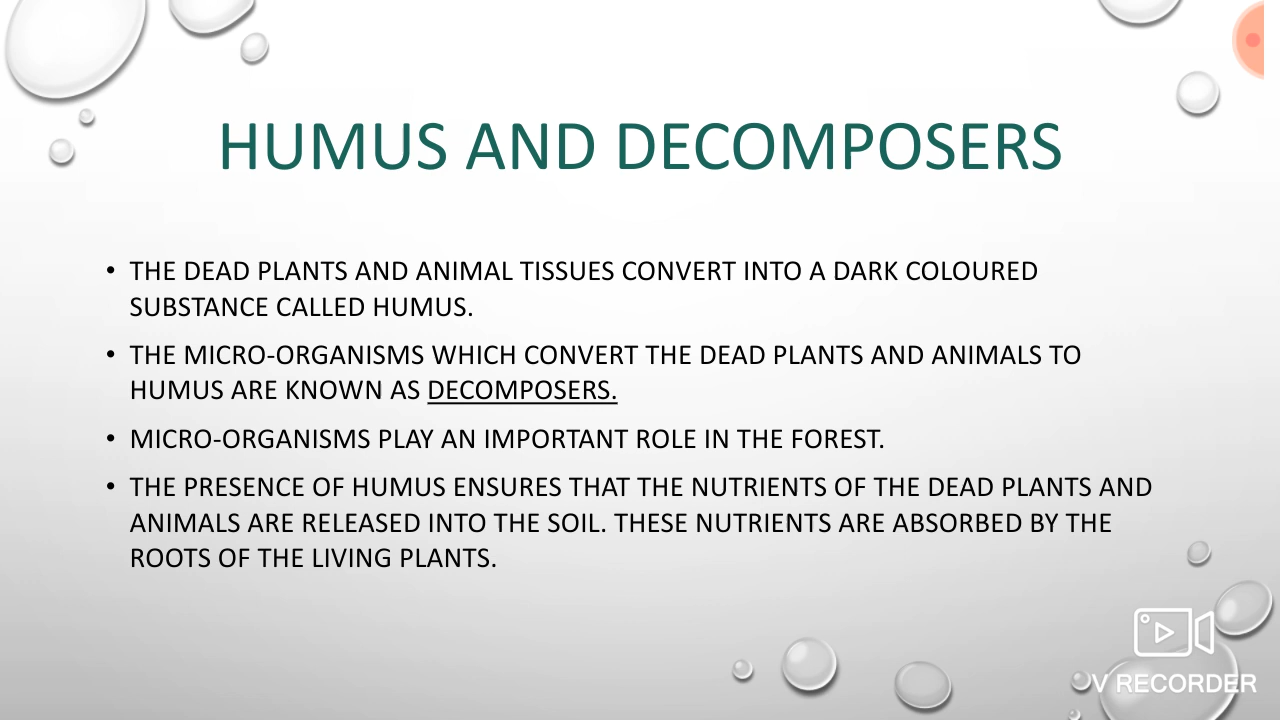 HUMUS AND DECOMPOSERS
• THE DEAD PLANTS AND ANIMAL TISSUES CONVERT INTO A DARK COLOURED
SUBSTANCE CALLED HUMUS.
• THE MICRO-ORGANISMS WHICH CONVERT THE DEAD PLANTS AND ANIMALS TO
HUMUS ARE KNOWN AS DECOMPOSERS.
• MICRO-ORGANISMS PLAY AN IMPORTANT ROLE IN THE FOREST.
• THE PRESENCE OF HUMUS ENSURES THAT THE NUTRIENTS OF THE DEAD PLANTS AND
ANIMALS ARE RELEASED INTO THE SOIL. THESE NUTRIENTS ARE ABSORBED BY THE
ROOTS OF THE LIVING PLANTS.
V RECORDER